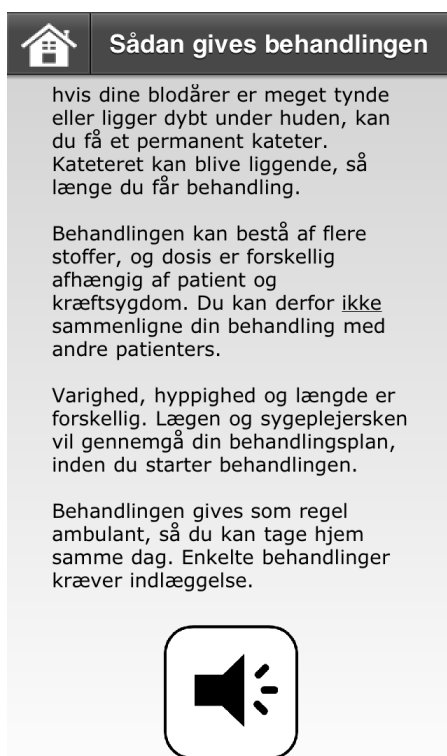 Sådan gives behandlingen
hvis dine blodårer er meget tynde
eller ligger dybt under huden, kan
du få et permanent kateter.
Kateteret kan blive liggende, så
længe du får behandling.
Behandlingen kan bestå af flere
stoffer, og dosis er forskellig
afhængig af patient og
kræftsygdom. Du kan derfor ikke
sammenligne din behandling med
andre patienters.
Varighed, hyppighed og længde er
forskellig. Lægen og sygeplejersken
vil gennemgå din behandlingsplan,
inden du starter behandlingen.
Behandlingen gives som regel
ambulant, så du kan tage hjem
samme dag. Enkelte behandlinger
kræver indlæggelse.